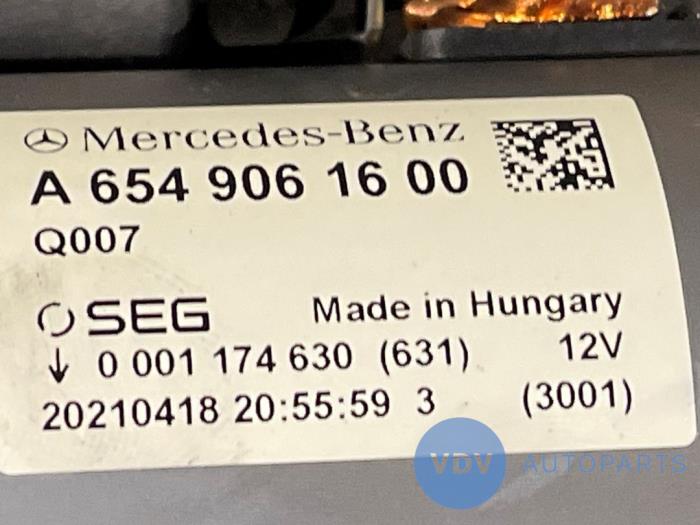 Mercedes-Benz
A 654 906 16 00
Q007
SEG Made in Hungary
↓ 0 001 174 630 (631) 12V
20210418 20:55:59 3 (3001)
VDV AUTOPARTS